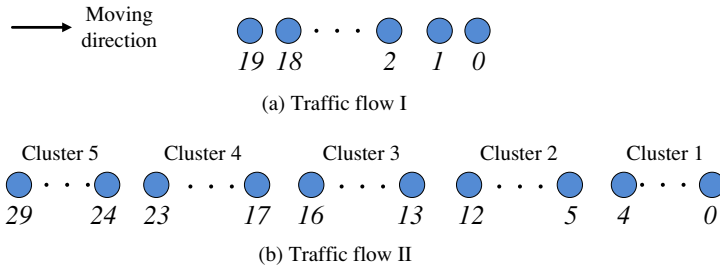 Moving
direction
. . .
19 18 2 1 0
(a) Traffic flow I
Cluster 5 Cluster 4 Cluster 3 Cluster 2 Cluster 1
. . . . . . . . . . . . . . .
29 24 23 17 16 13 12 5 4 0
(b) Traffic flow II